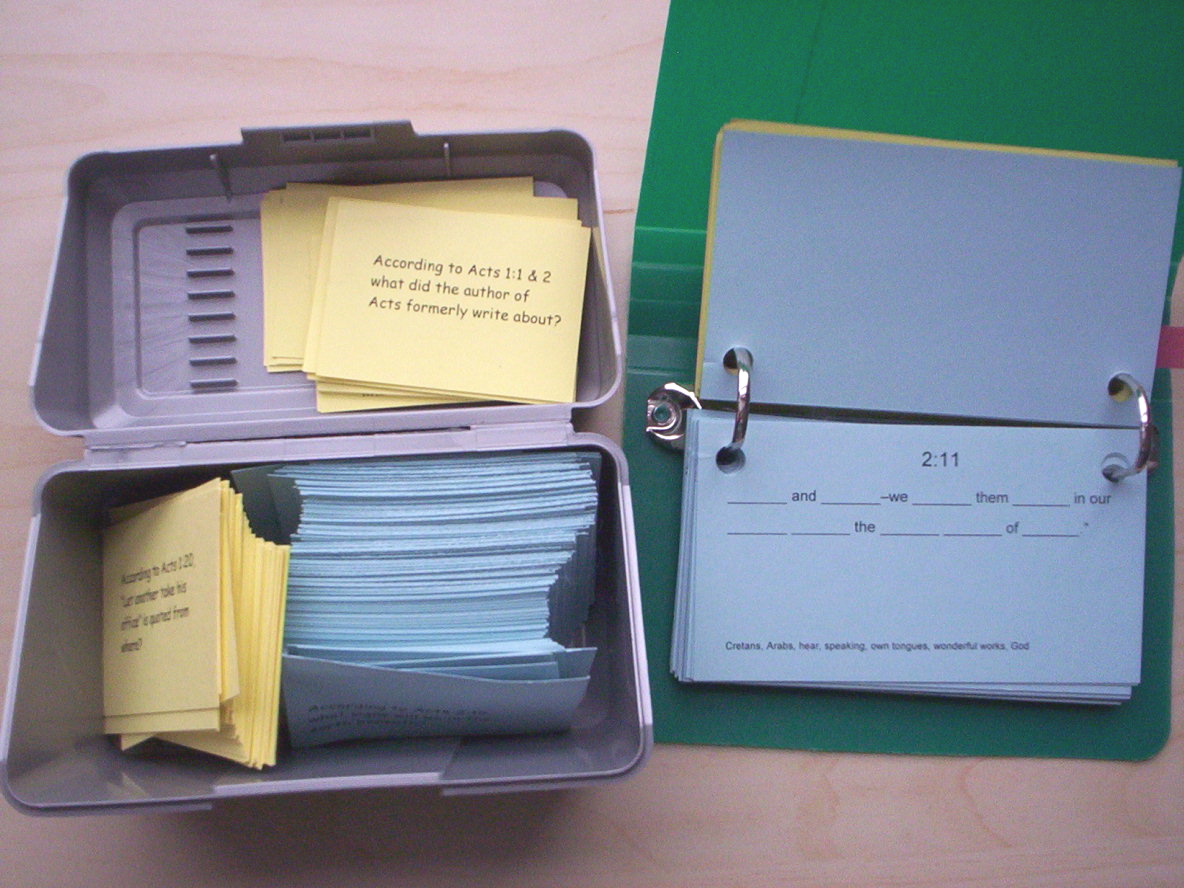 According to Acts 1:1 & 2
what did the author of
Acts formerly write about?
According to Acts 1:20,
"Let another take his
office" is quoted from
where?
According to Acts
2:11
_______ and _______–we _______ them _______ in our
_______ _______ the _______ _______ of _______."
Cretans, Arabs, hear, speaking, own tongues, wonderful works, God